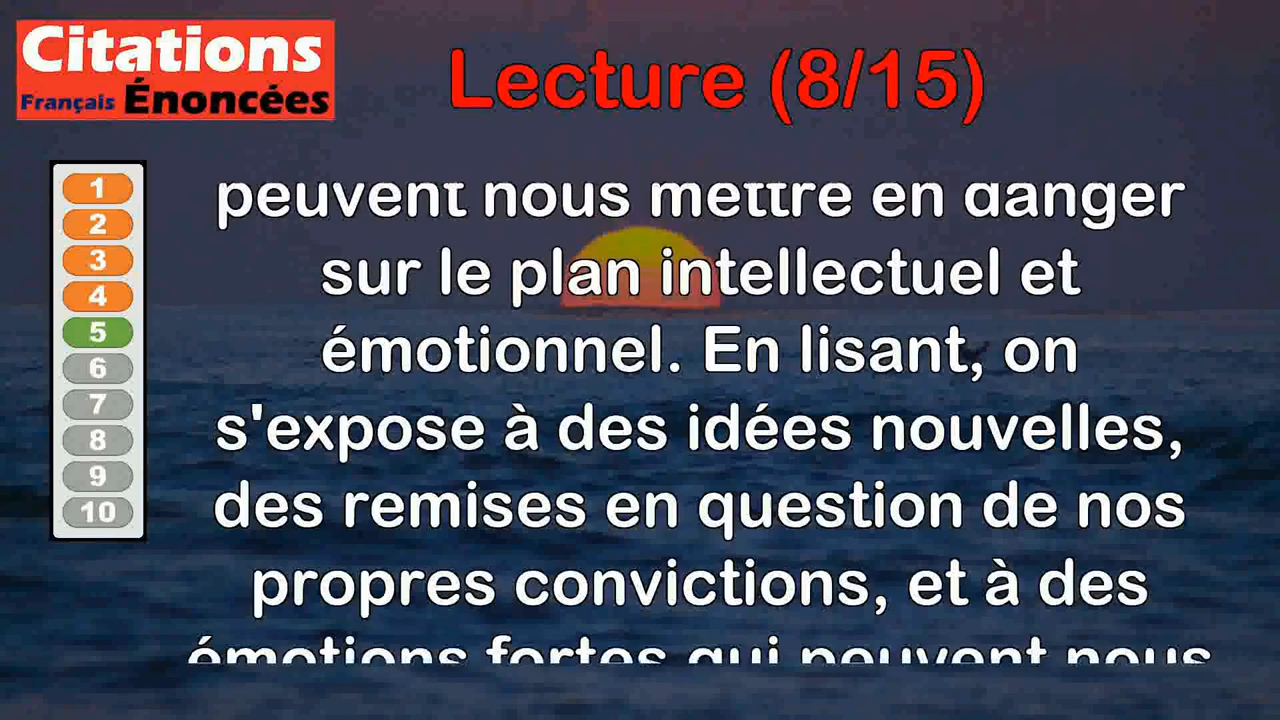 Citations
Français Énoncées
Lecture (8/15)
1
2
3
4
5
6
7
8
9
10
peuvent nous mettre en danger
sur le plan intellectuel et
émotionnel. En lisant, on
s'expose à des idées nouvelles,
des remises en question de nos
propres convictions, et à des
émotions fortes qui peuvent nous